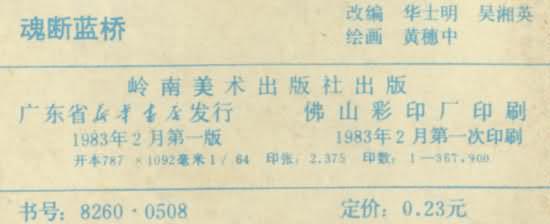 魂断蓝桥
改编 华士明 吴湘英
绘画 黄穗中
岭南美术出版社出版
广东省新华书店发行 佛山彩印厂印刷
1983年2月第一版 1983年2月第一次印刷
开本787×1092毫米1/64 印张:2.375 印数:1—367,900
书号:8260·0508 定价:0.23元